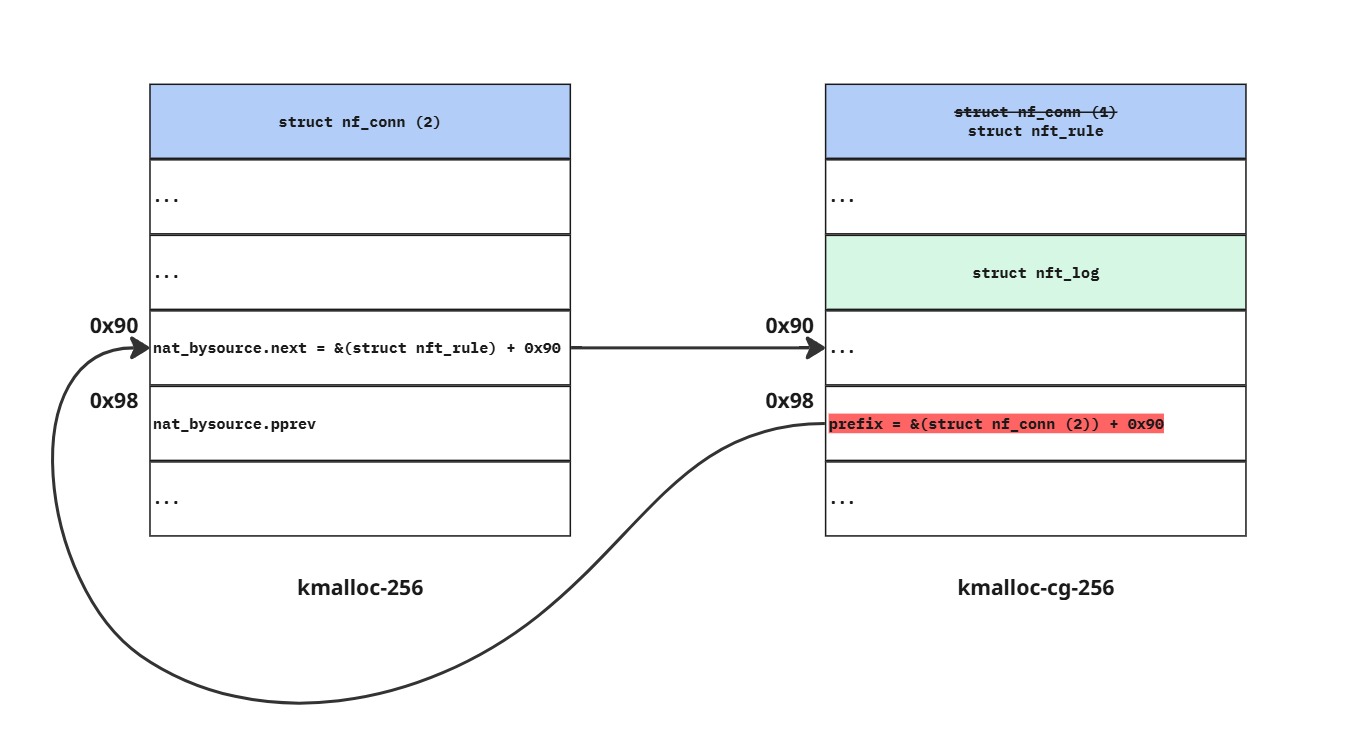 struct nf_conn (2)
...
...
0x90
nat_bysource.next = &(struct nft_rule) + 0x90
0x98
nat_bysource.pprev
...
kmalloc-256
struct nf_conn (1)
struct nft_rule
...
struct nft_log
0x90
...
0x98
prefix = &(struct nf_conn (2)) + 0x90
...
kmalloc-cg-256